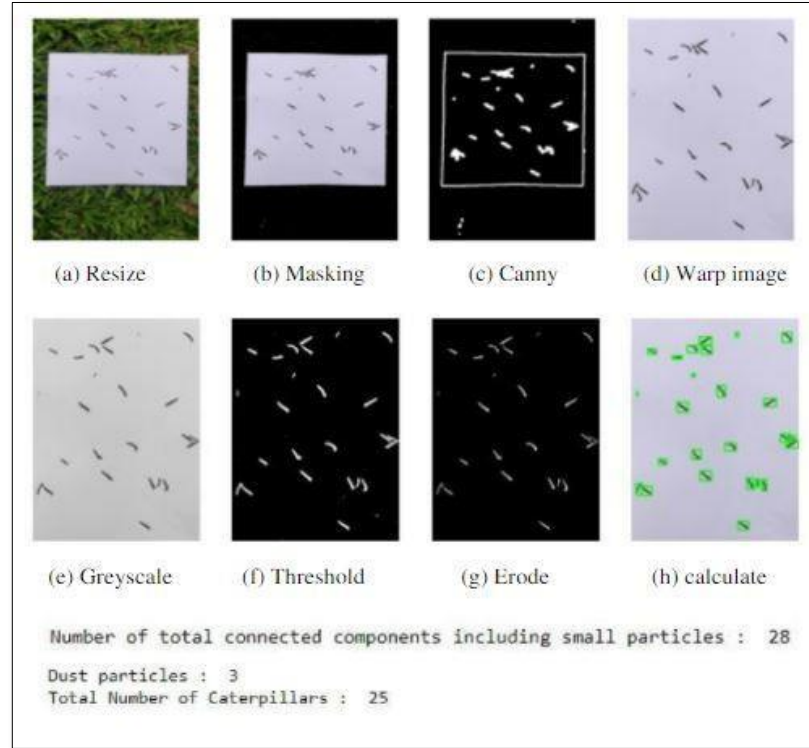 (a) Resize
(b) Masking
(c) Canny
(d) Warp image
(e) Greyscale
(f) Threshold
(g) Erode
(h) calculate
Number of total connected components including small particles : 28
Dust particles : 3
Total Number of Caterpillars : 25